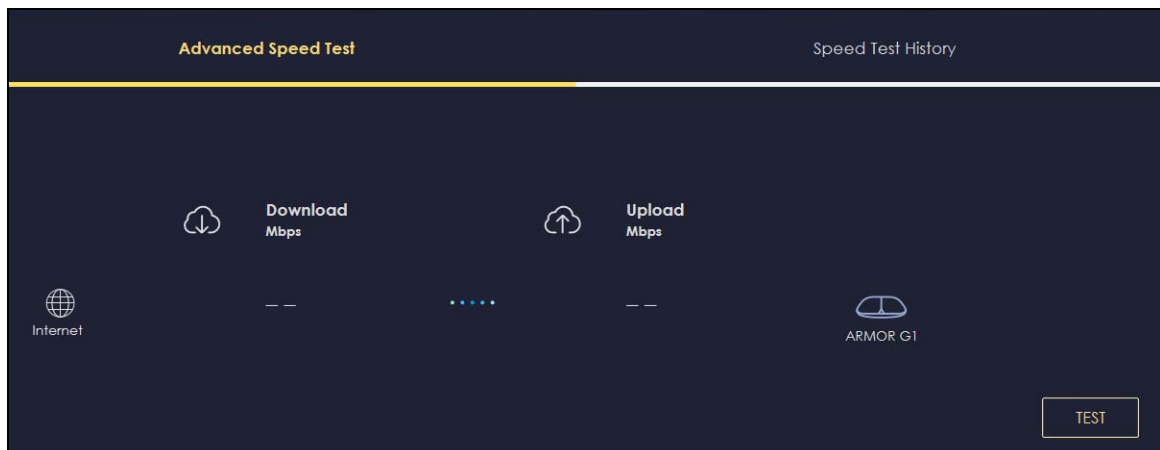 Advanced Speed Test
Speed Test History
Download
Mbps
Upload
Mbps
— —
— —
Internet
ARMOR G1
TEST